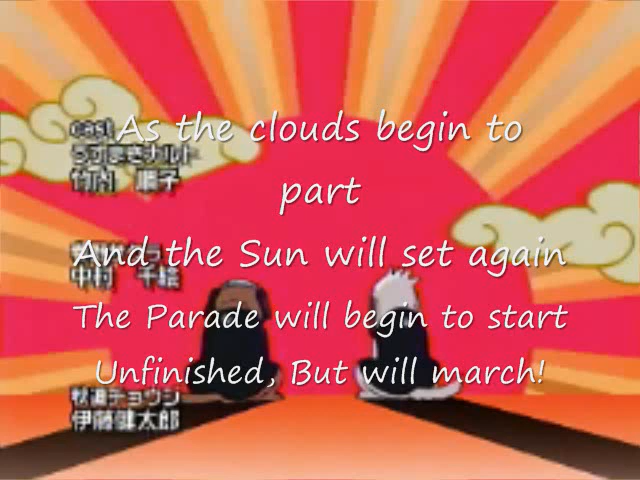 As the clouds begin to
part
And the Sun will set again
The Parade will begin to start
Unfinished, But will march!
cast
うずまきナルト
竹内 順子
中村 千絵
秋道チョウジ
伊藤健太郎